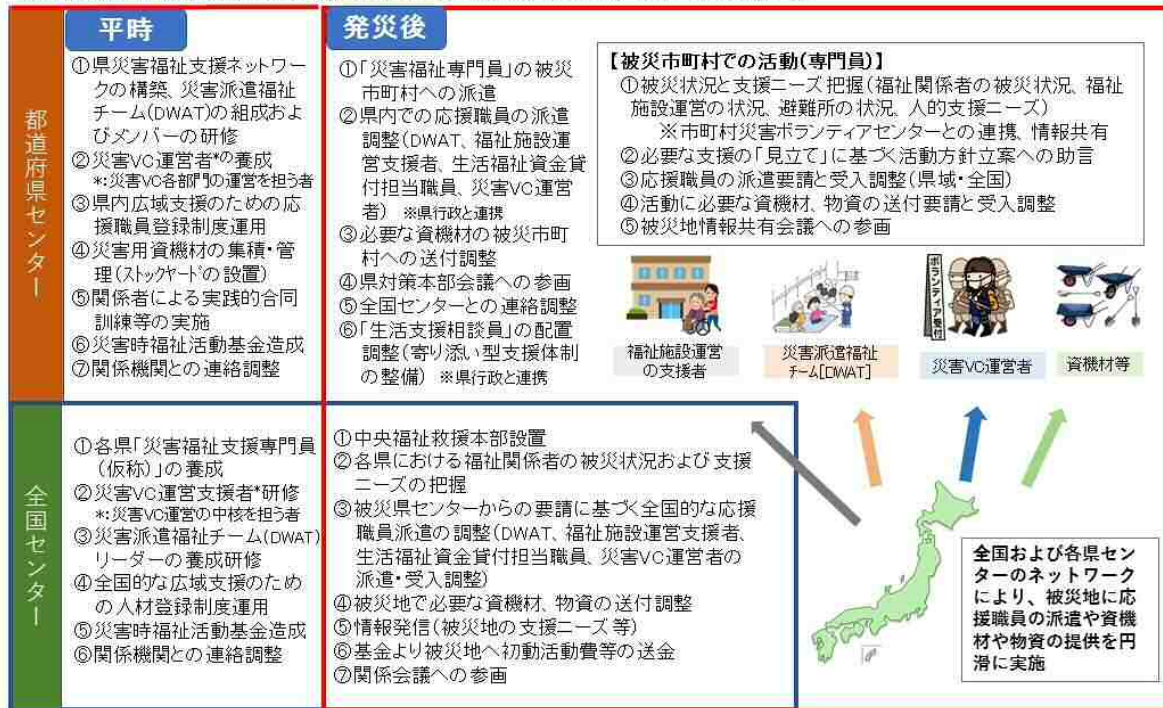 平時
発災後
都道府県センター
①県災害福祉支援ネットワー
クの構築、災害派遣福祉
チーム(DWAT)の組成およ
びメンバーの研修
②災害VC運営者*の養成
*:災害VC各部門の運営を担う者
③県内広域支援のための応
援職員登録制度運用
④災害用資機材の集積・管
理(ストックヤードの設置)
⑤関係者による実践的合同
訓練等の実施
⑥災害時福祉活動基金造成
⑦関係機関との連絡調整
①「災害福祉専門員」の被災
市町村への派遣
②県内での応援職員の派遣
調整(DWAT、福祉施設運
営支援者、生活福祉資金貸
付担当職員、災害VC運営
者) ※県行政と連携
③必要な資機材の被災市町
村への送付調整
④県対策本部会議への参画
⑤全国センターとの連絡調整
⑥「生活支援相談員」の配置
調整(寄り添い型支援体制
の整備) ※県行政と連携
【被災市町村での活動(専門員)】
①被災状況と支援ニーズ把握(福祉関係者の被災状況、福祉
施設運営の状況、避難所の状況、人的支援ニーズ)
※市町村災害ボランティアセンターとの連携、情報共有
②必要な支援の「見立て」に基づく活動方針立案への助言
③応援職員の派遣要請と受入調整(県域・全国)
④活動に必要な資機材、物資の送付要請と受入調整
⑤被災地情報共有会議への参画
ボランティア受付
福祉施設運営
の支援者
災害派遣福祉
チーム[DWAT]
災害VC運営者
資機材等
全国センター
①各県「災害福祉支援専門員
(仮称)」の養成
②災害VC運営支援者*研修
*:災害VC運営の中核を担う者
③災害派遣福祉チーム(DWAT)
リーダーの養成研修
④全国的な広域支援のため
の人材登録制度運用
⑤災害時福祉活動基金造成
⑥関係機関との連絡調整
①中央福祉救援本部設置
②各県における福祉関係者の被災状況および支援
ニーズの把握
③被災県センターからの要請に基づく全国的な応援
職員派遣の調整(DWAT、福祉施設運営支援者、
生活福祉資金貸付担当職員、災害VC運営者の
派遣・受入調整)
④被災地で必要な資機材、物資の送付調整
⑤情報発信(被災地の支援ニーズ等)
⑥基金より被災地へ初動活動費等の送金
⑦関係会議への参画
全国および各県セン
ターのネットワーク
により、被災地に応
援職員の派遣や資機
材や物資の提供を円
滑に実施